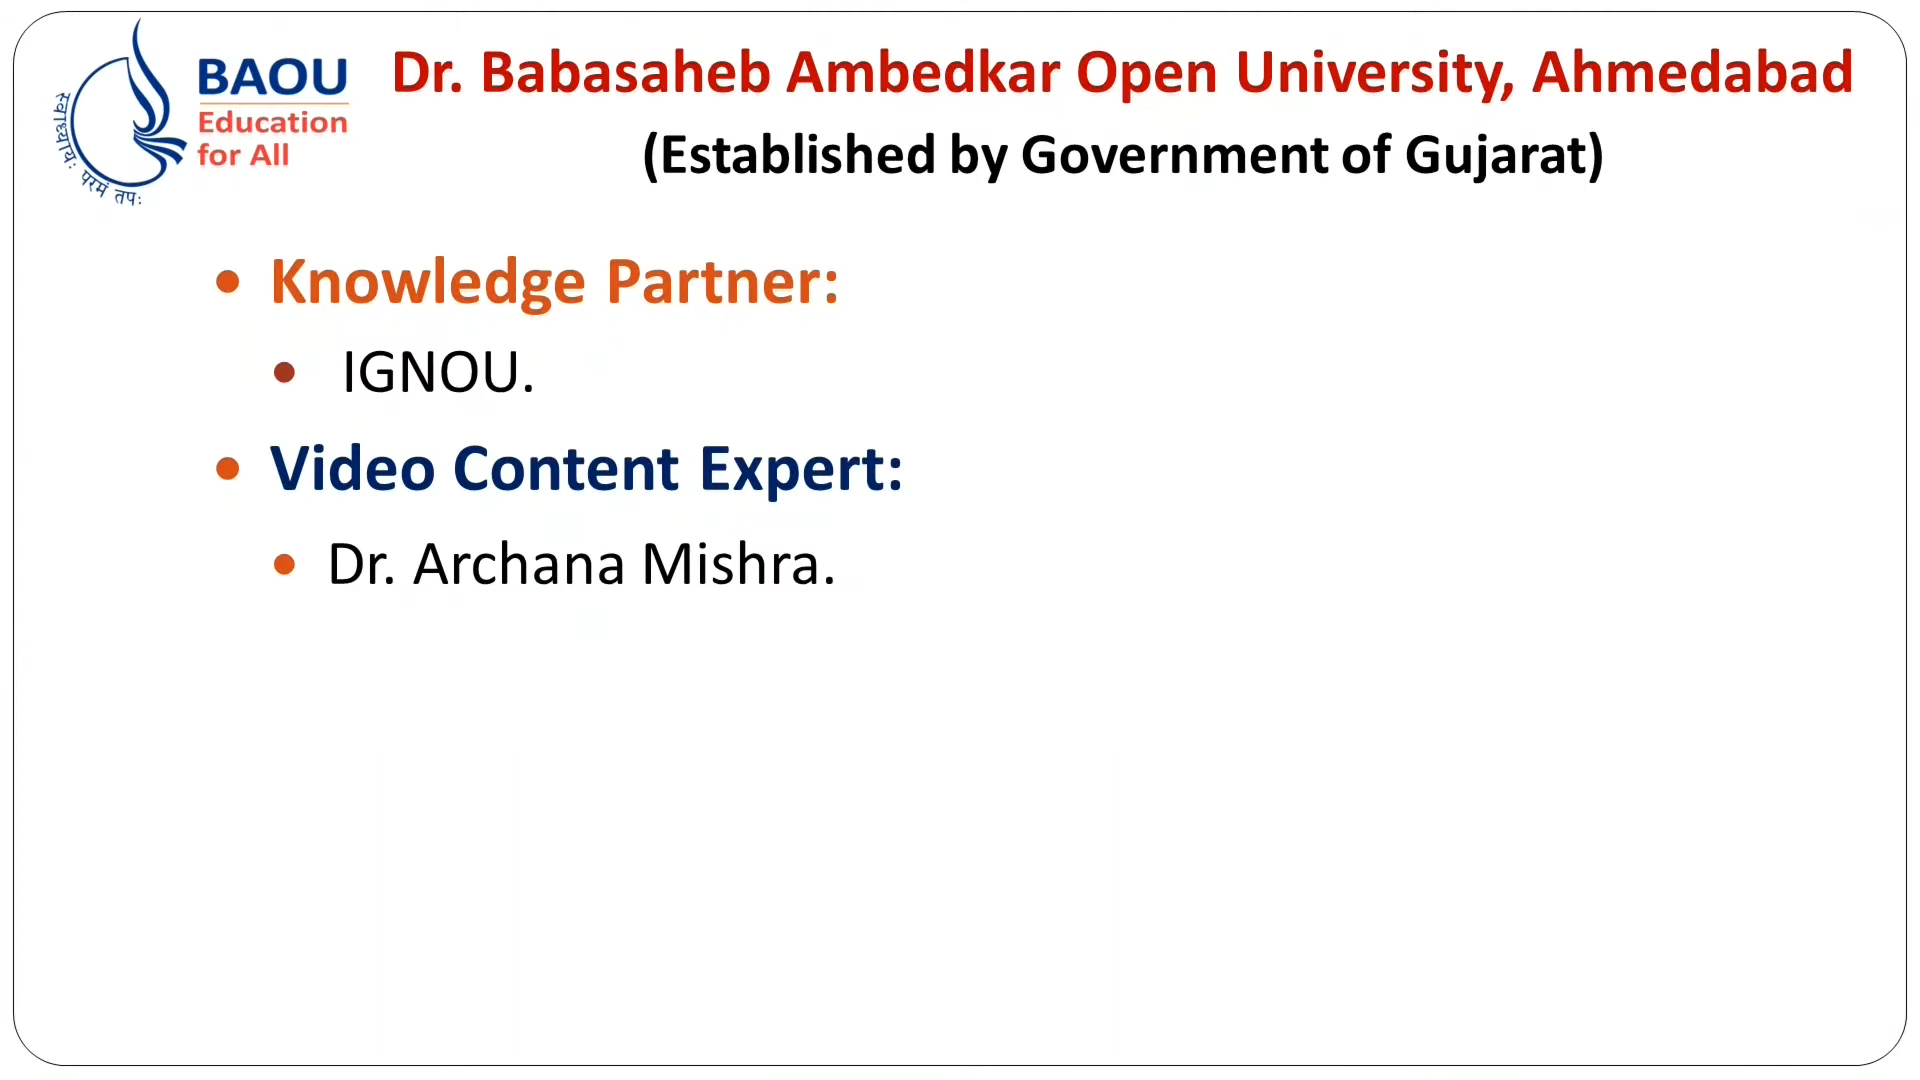 BAOU
Education
for All
स्वाध्यायः परमं तपः
Dr. Babasaheb Ambedkar Open University, Ahmedabad
(Established by Government of Gujarat)
• Knowledge Partner:
• IGNOU.
• Video Content Expert:
• Dr. Archana Mishra.